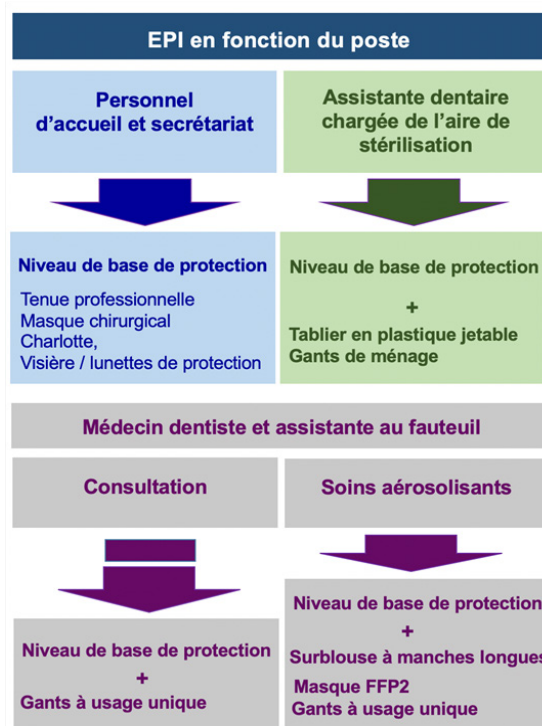 EPI en fonction du poste
Personnel
d’accueil et secrétariat
Assistante dentaire
chargée de l’aire de
stérilisation
Niveau de base de protection
Tenue professionnelle
Masque chirurgical
Charlotte,
Visière / lunettes de protection
Niveau de base de protection
+
Tablier en plastique jetable
Gants de ménage
Médecin dentiste et assistante au fauteuil
Consultation
Soins aérosolisants
Niveau de base de protection
+
Gants à usage unique
Niveau de base de protection
+
Surblouse à manches longues
Masque FFP2
Gants à usage unique